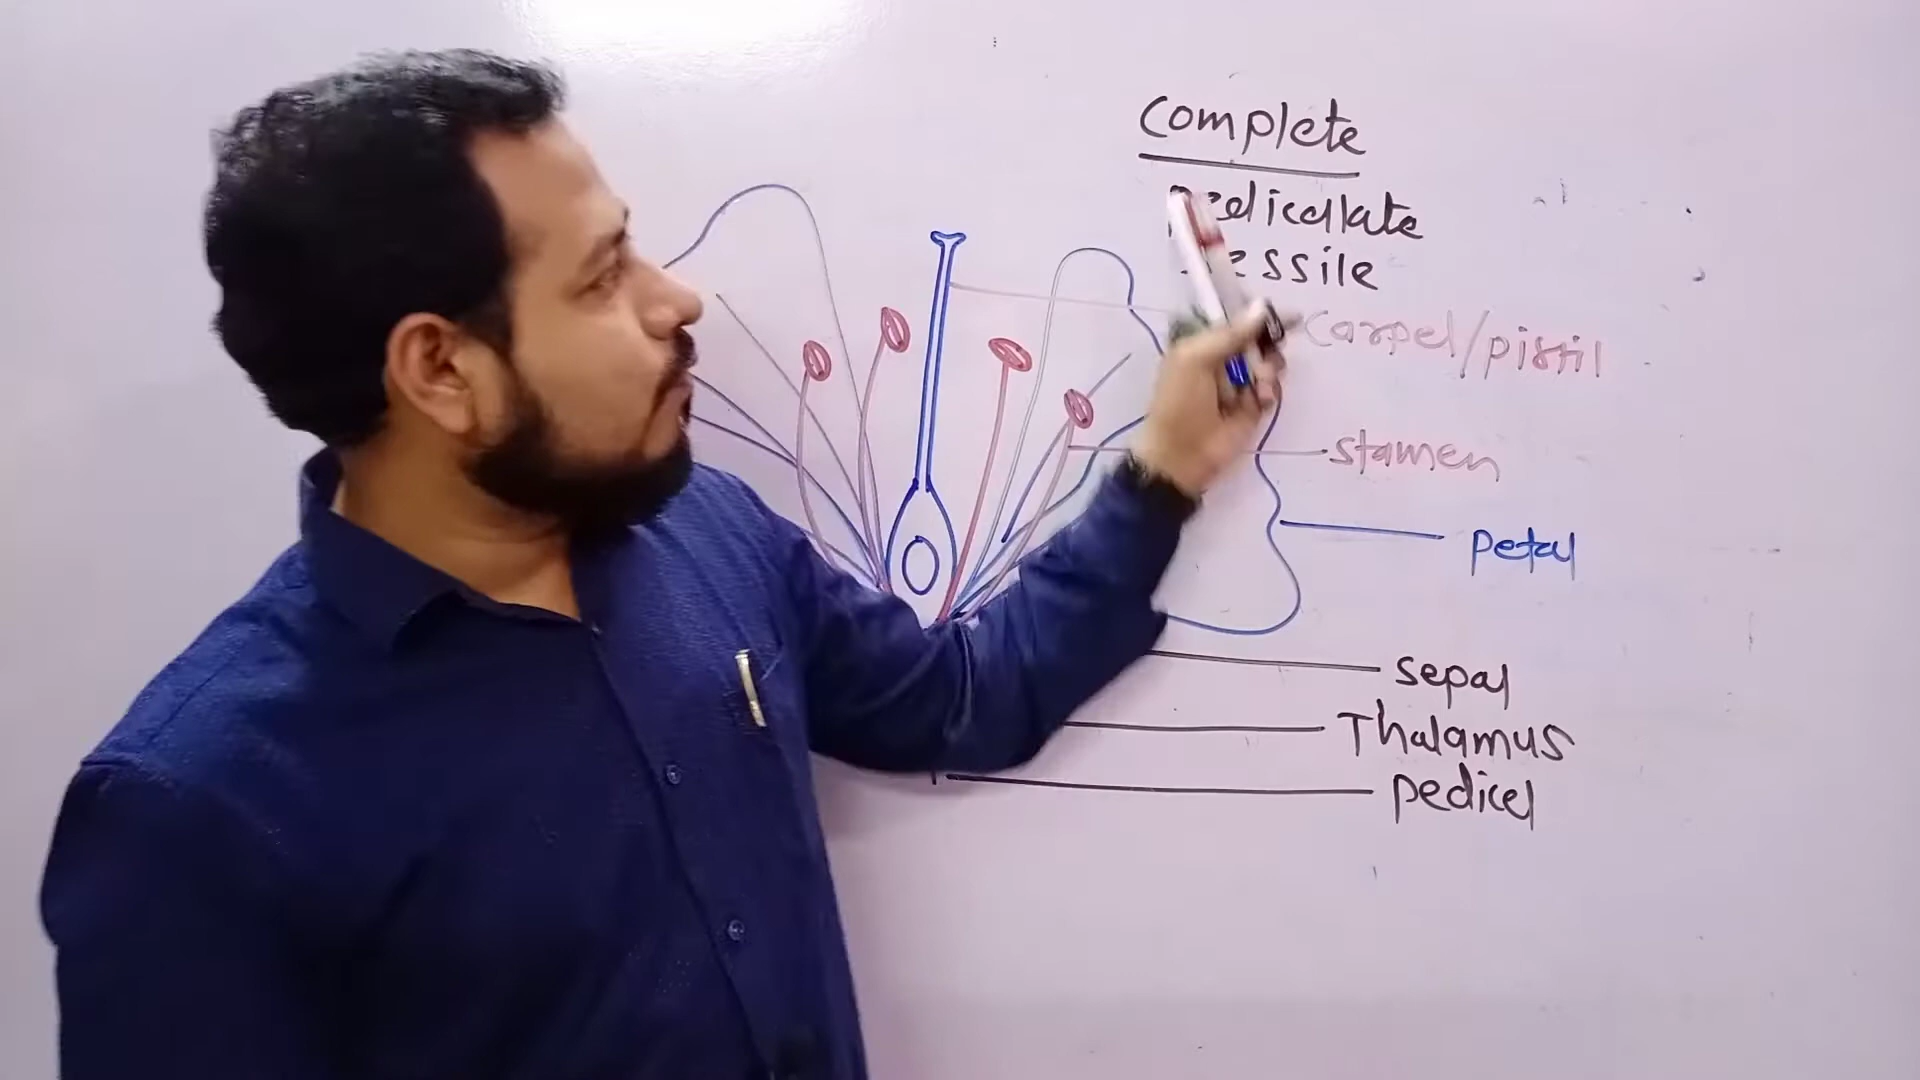 Complete
pedicellate
sessile
Carpel/pistil
stamen
petal
sepal
Thalamus
pedicel